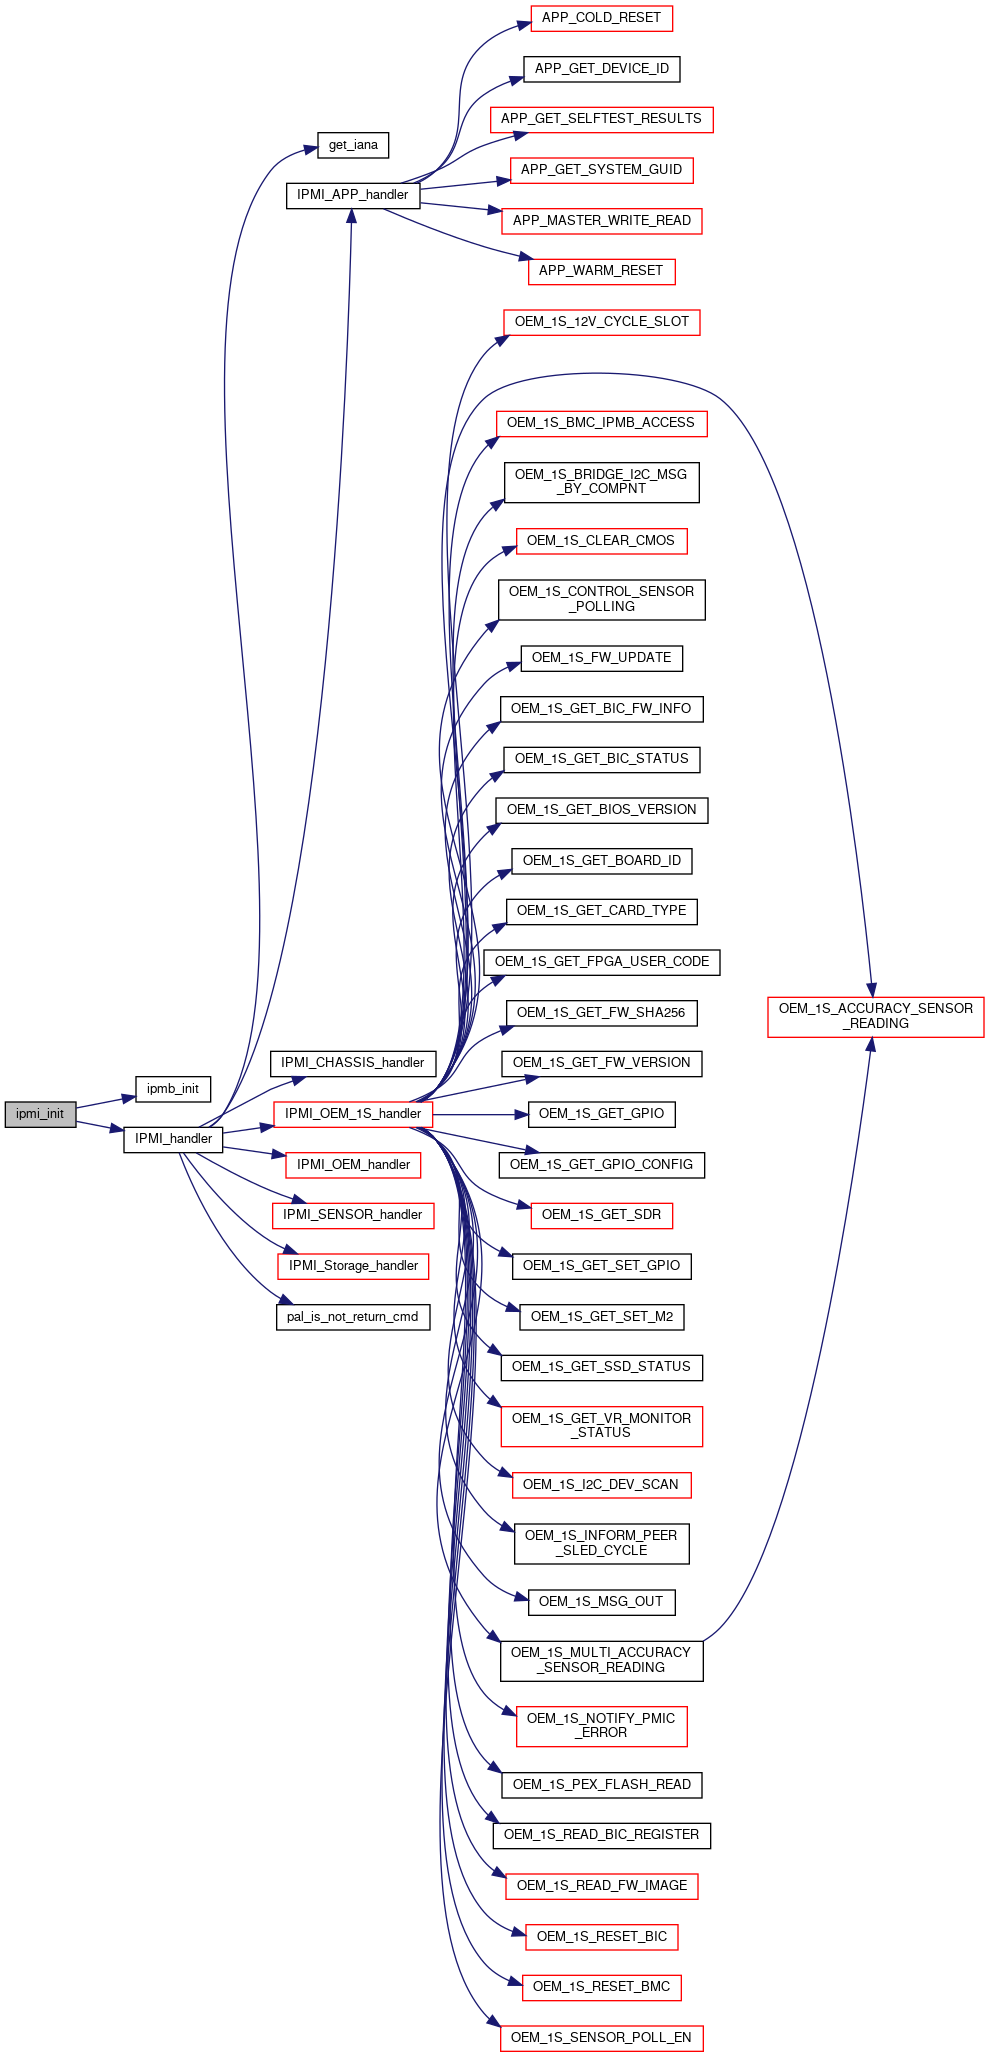 APP_COLD_RESET
APP_GET_DEVICE_ID
APP_GET_SELFTEST_RESULTS
get_iana
APP_GET_SYSTEM_GUID
IPMI_APP_handler
APP_MASTER_WRITE_READ
APP_WARM_RESET
OEM_1S_12V_CYCLE_SLOT
OEM_1S_BMC_IPMB_ACCESS
OEM_1S_BRIDGE_I2C_MSG
_BY_COMPNT
OEM_1S_CLEAR_CMOS
OEM_1S_CONTROL_SENSOR
_POLLING
OEM_1S_FW_UPDATE
OEM_1S_GET_BIC_FW_INFO
OEM_1S_GET_BIC_STATUS
OEM_1S_GET_BIOS_VERSION
OEM_1S_GET_BOARD_ID
OEM_1S_GET_CARD_TYPE
OEM_1S_GET_FPGA_USER_CODE
OEM_1S_GET_FW_SHA256
OEM_1S_ACCURACY_SENSOR
_READING
IPMI_CHASSIS_handler
OEM_1S_GET_FW_VERSION
ipmb_init
ipmi_init
IPMI_OEM_1S_handler
OEM_1S_GET_GPIO
IPMI_handler
IPMI_OEM_handler
OEM_1S_GET_GPIO_CONFIG
IPMI_SENSOR_handler
OEM_1S_GET_SDR
IPMI_Storage_handler
OEM_1S_GET_SET_GPIO
pal_is_not_return_cmd
OEM_1S_GET_SET_M2
OEM_1S_GET_SSD_STATUS
OEM_1S_GET_VR_MONITOR
_STATUS
OEM_1S_I2C_DEV_SCAN
OEM_1S_INFORM_PEER
_SLED_CYCLE
OEM_1S_MSG_OUT
OEM_1S_MULTI_ACCURACY
_SENSOR_READING
OEM_1S_NOTIFY_PMIC
_ERROR
OEM_1S_PEX_FLASH_READ
OEM_1S_READ_BIC_REGISTER
OEM_1S_READ_FW_IMAGE
OEM_1S_RESET_BIC
OEM_1S_RESET_BMC
OEM_1S_SENSOR_POLL_EN